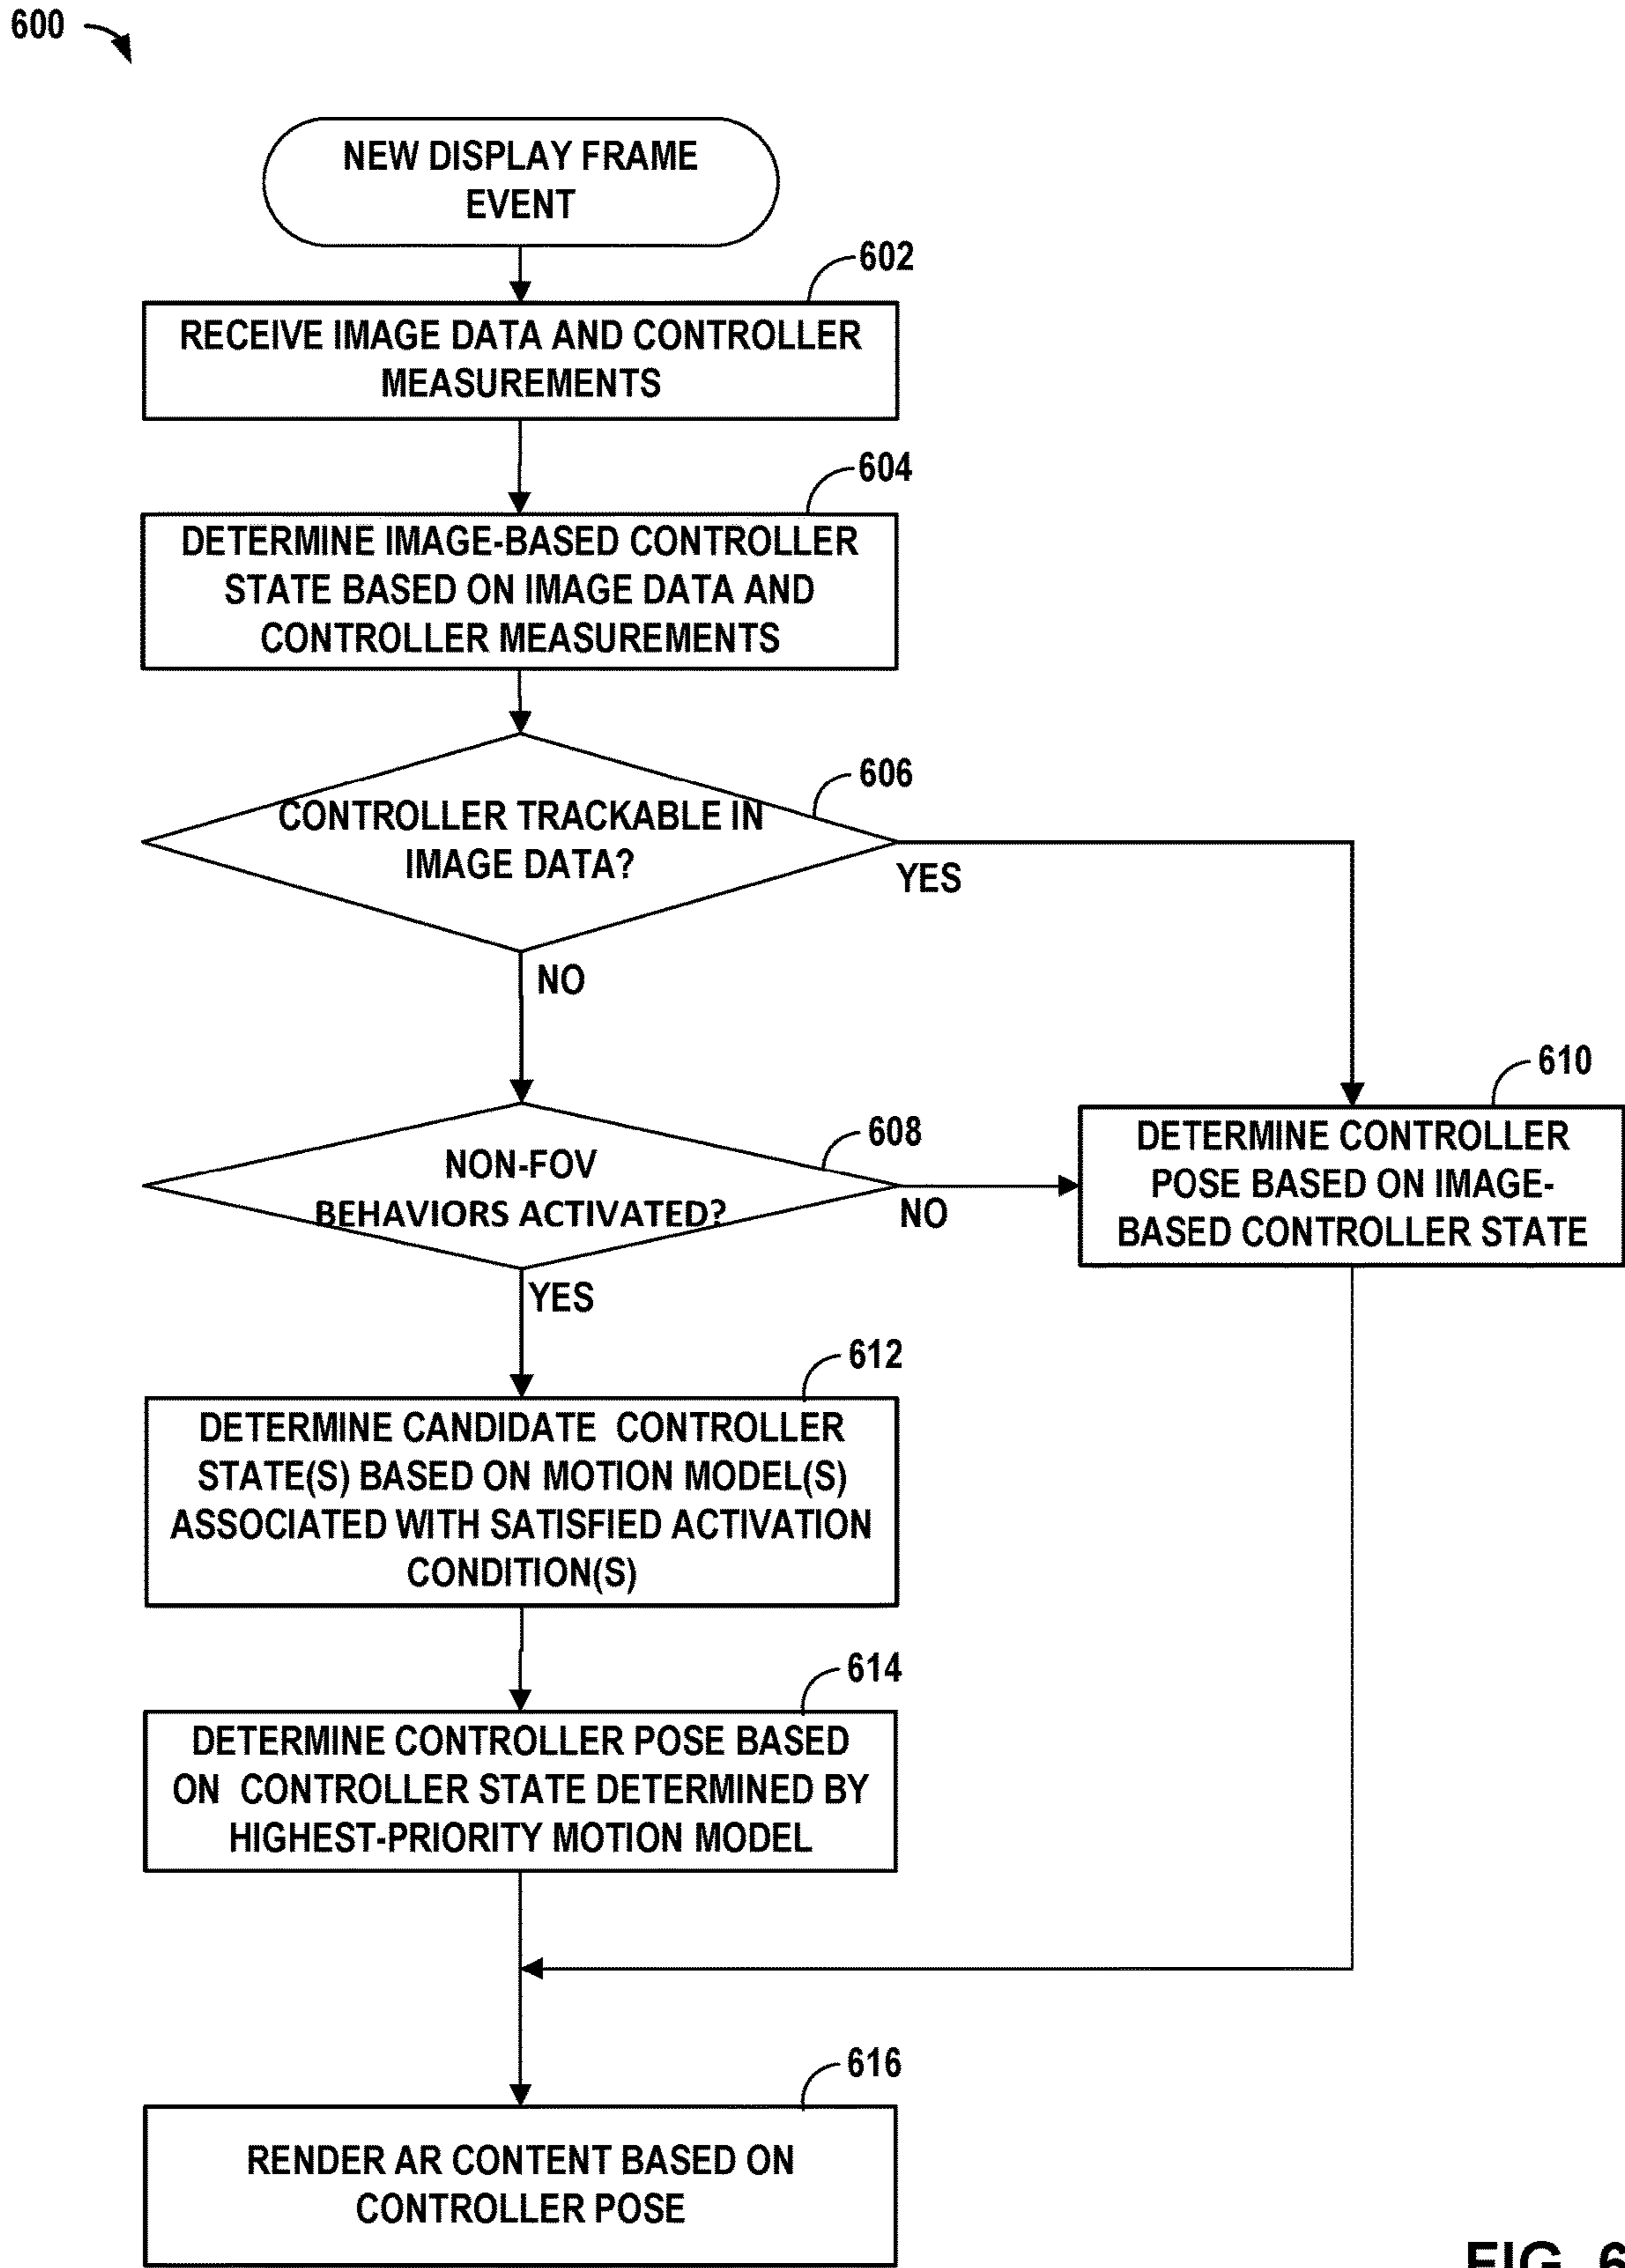 600
NEW DISPLAY FRAME
EVENT
602
RECEIVE IMAGE DATA AND CONTROLLER
MEASUREMENTS
604
DETERMINE IMAGE-BASED CONTROLLER
STATE BASED ON IMAGE DATA AND
CONTROLLER MEASUREMENTS
606
CONTROLLER TRACKABLE IN
IMAGE DATA?
YES
NO
608
NON-FOV
BEHAVIORS ACTIVATED?
NO
YES
610
DETERMINE CONTROLLER
POSE BASED ON IMAGE-
BASED CONTROLLER STATE
612
DETERMINE CANDIDATE CONTROLLER
STATE(S) BASED ON MOTION MODEL(S)
ASSOCIATED WITH SATISFIED ACTIVATION
CONDITION(S)
614
DETERMINE CONTROLLER POSE BASED
ON CONTROLLER STATE DETERMINED BY
HIGHEST-PRIORITY MOTION MODEL
616
RENDER AR CONTENT BASED ON
CONTROLLER POSE
FIG. 6